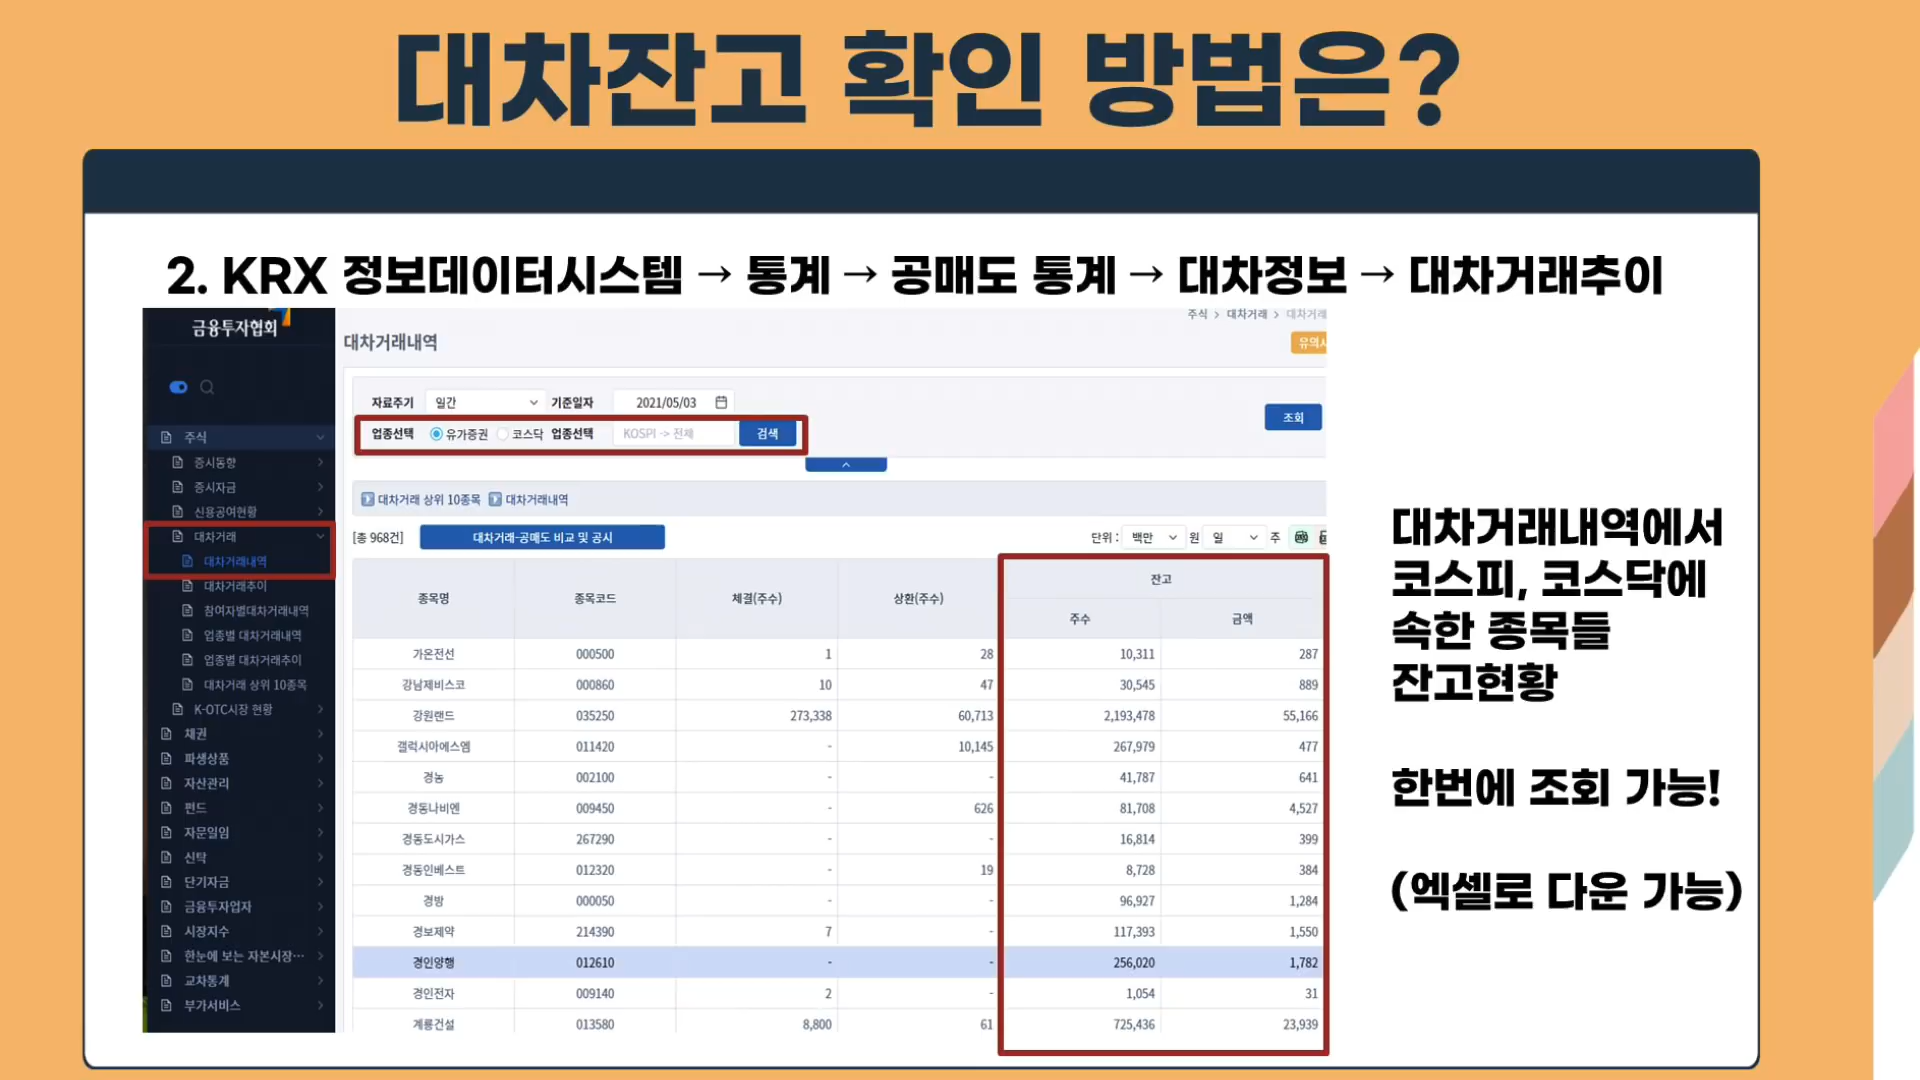 대차잔고 확인 방법은?
2. KRX 정보데이터시스템 → 통계 → 공매도 통계 → 대차정보 → 대차거래추이
금융투자협회
주식
증시동향
증시자금
신용공여현황
대차거래
대차거래내역
대차거래추이
참여자별대차거래내역
업종별 대차거래내역
업종별 대차거래추이
대차거래 상위 10종목
K-OTC시장 현황
채권
파생상품
자산관리
펀드
자문일임
신탁
단기자금
금융투자업자
시장지수
한눈에 보는 자본시장…
교차통계
부가서비스
주식 > 대차거래 > 대차거래
대차거래내역
자료주기 일간 기준일자 2021/05/03
업종선택 유가증권 코스닥 업종선택 KOSPI -> 전체 검색
조회
대차거래 상위 10종목 대차거래내역
[총 968건] 대차거래-공매도 비교 및 공시 단위 : 백만 원 일 주
종목명 종목코드 체결(주수) 상환(주수) 잔고
주수 금액
가온전선 000500 1 28 10,311 287
강남제비스코 000860 10 47 30,545 889
강원랜드 035250 273,338 60,713 2,193,478 55,166
갤럭시아에스엠 011420 - 10,145 267,979 477
경농 002100 - - 41,787 641
경동나비엔 009450 - 626 81,708 4,527
경동도시가스 267290 - - 16,814 399
경동인베스트 012320 - 19 8,728 384
경방 000050 - - 96,927 1,284
경보제약 214390 7 - 117,393 1,550
경인양행 012610 - - 256,020 1,782
경인전자 009140 2 - 1,054 31
계룡건설 013580 8,800 61 725,436 23,939
대차거래내역에서
코스피, 코스닥에
속한 종목들
잔고현황
한번에 조회 가능!
(엑셀로 다운 가능)